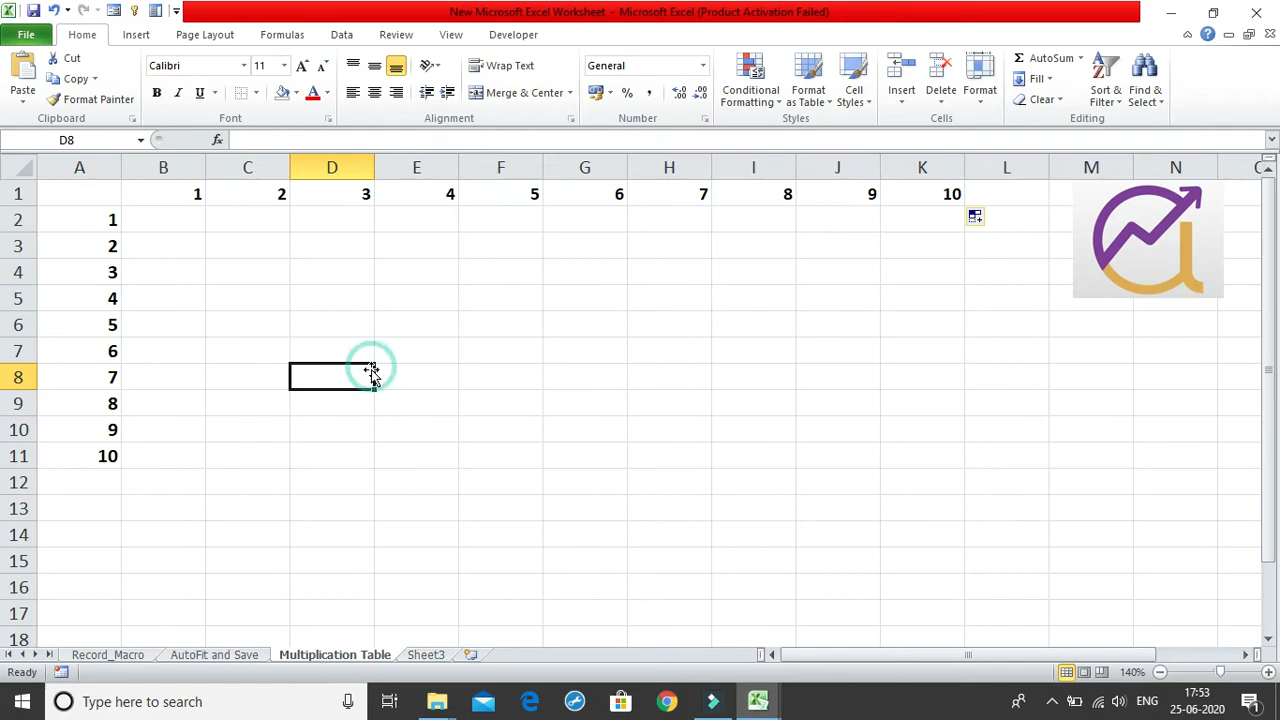 New Microsoft Excel Worksheet - Microsoft Excel (Product Activation Failed)
File Home Insert Page Layout Formulas Data Review View Developer
Paste Cut Copy Format Painter Clipboard
Calibri 11 B I U A A A Font
Wrap Text Merge & Center Alignment
General % , Number
Conditional Formatting Format as Table Cell Styles Styles
Insert Delete Format Cells
Σ AutoSum Fill Clear Sort & Filter Find & Select Editing
D8 fx
A B C D E F G H I J K L M N
1 1 2 3 4 5 6 7 8 9 10
2 1
3 2
4 3
5 4
6 5
7 6
8 7
9 8
10 9
11 10
12
13
14
15
16
17
18
Record_Macro AutoFit and Save Multiplication Table Sheet3
Ready 140%
Type here to search ENG 17:53
25-06-2020